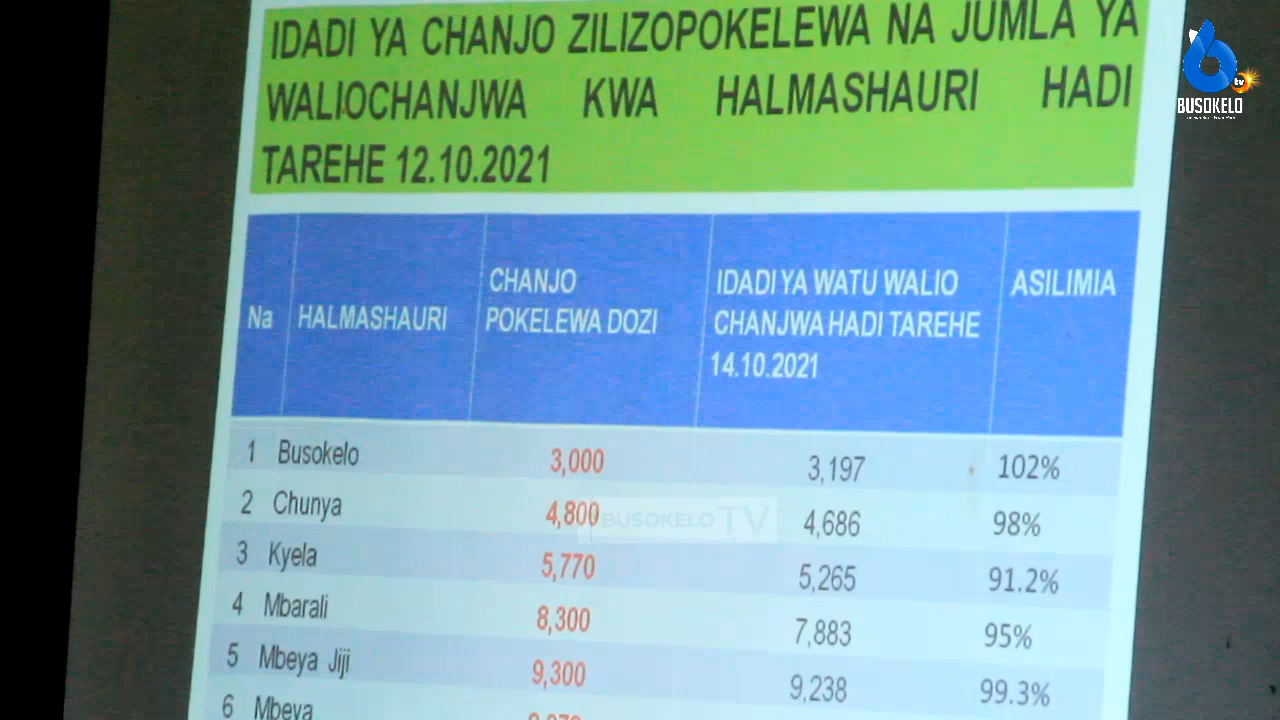 IDADI YA CHANJO ZILIZOPOKELEWA NA JUMLA YA
WALIOCHANJWA KWA HALMASHAURI HADI
TAREHE 12.10.2021
tv
BUSOKELO
Na HALMASHAURI CHANJO POKELEWA DOZI IDADI YA WATU WALIO CHANJWA HADI TAREHE 14.10.2021 ASILIMIA
1 Busokelo 3,000 3,197 102%
2 Chunya 4,800 4,686 98%
BUSOKELO TV
3 Kyela 5,770 5,265 91.2%
4 Mbarali 8,300 7,883 95%
5 Mbeya Jiji 9,300 9,238 99.3%
6 Mbeya